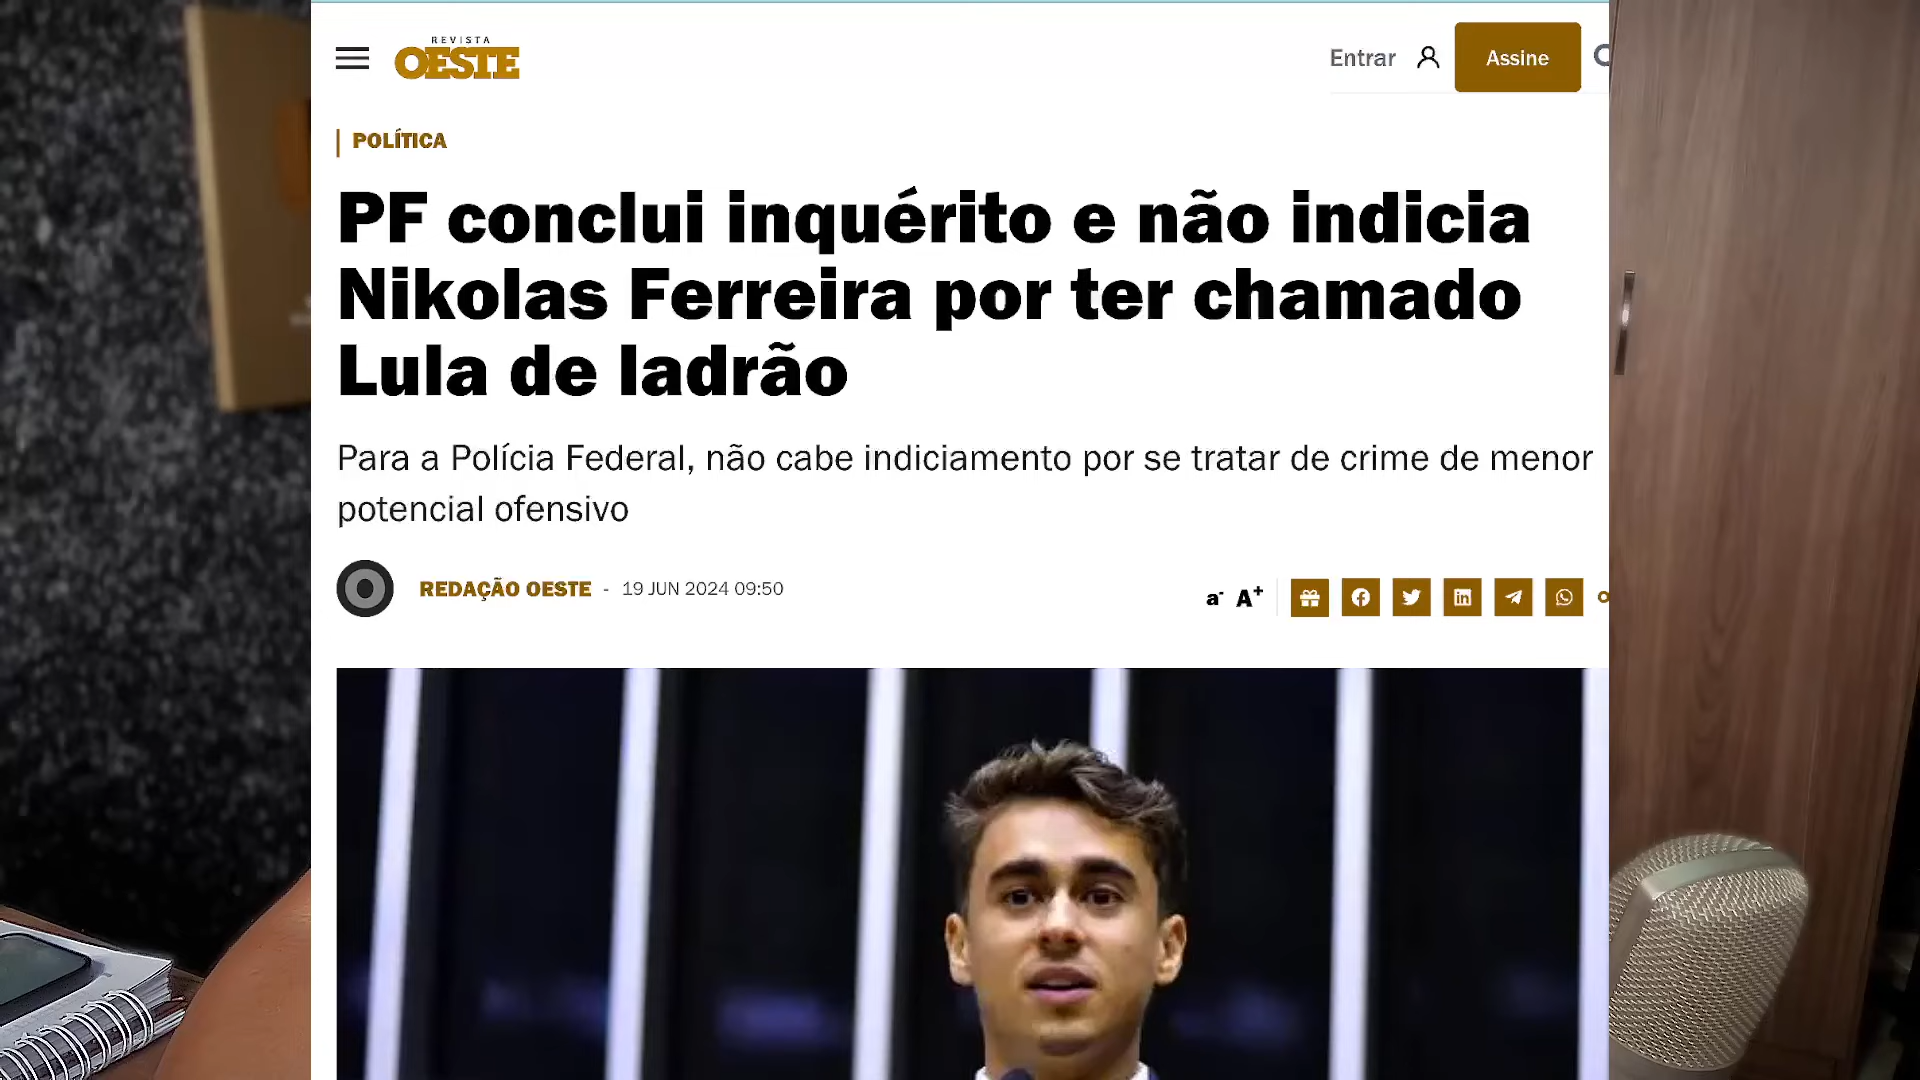 REVISTA
OESTE
Entrar
Assine
POLÍTICA
PF conclui inquérito e não indicia
Nikolas Ferreira por ter chamado
Lula de ladrão
Para a Polícia Federal, não cabe indiciamento por se tratar de crime de menor
potencial ofensivo
REDAÇÃO OESTE - 19 JUN 2024 09:50
a- A+